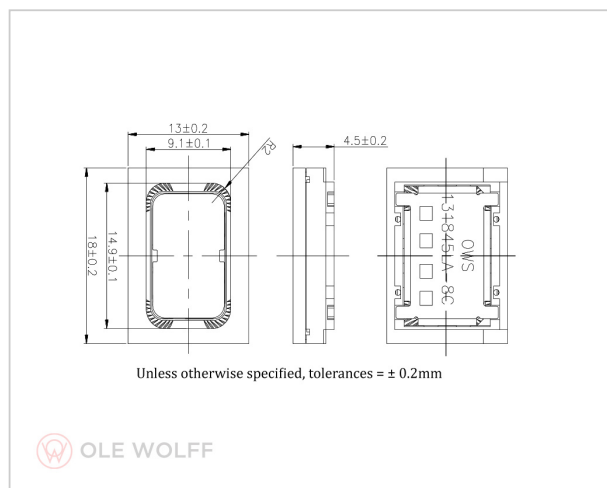 13±0.2
9.1±0.1
R2
4.5±0.2
18±0.2
14.9±0.1
OWS
131845LA-8C
Unless otherwise specified, tolerances = ± 0.2mm
OLE WOLFF